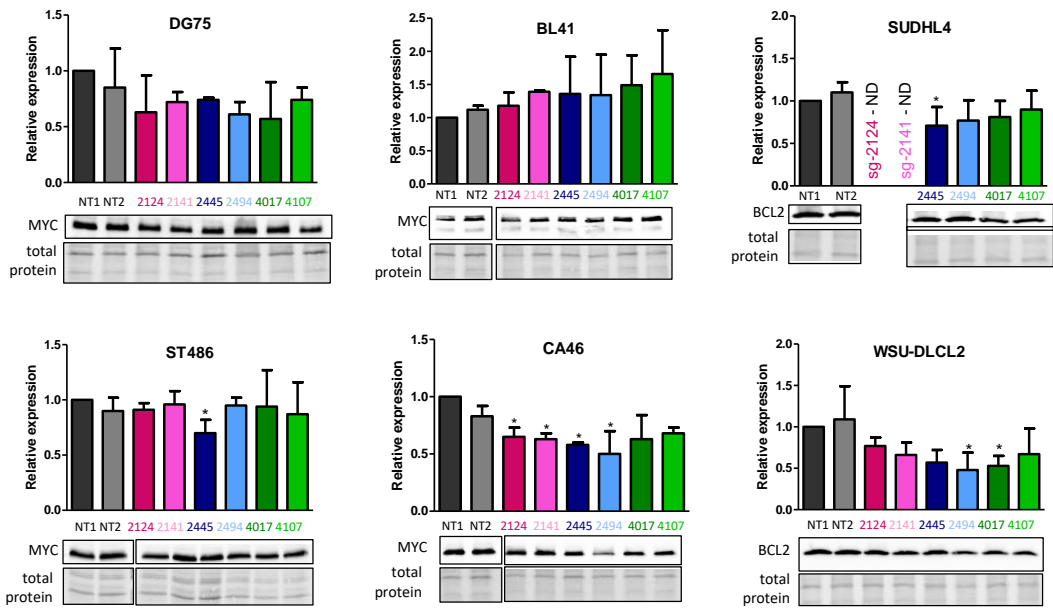 DG75
Relative expression
1.5
1.0
0.5
0.0
NT1 NT2 2124 2141 2445 2494 4017 4107
MYC
total
protein
BL41
Relative expression
2.5
2.0
1.5
1.0
0.5
0.0
NT1 NT2 2124 2141 2445 2494 4017 4107
MYC
total
protein
SUDHL4
Relative expression
2.0
1.5
1.0
0.5
0.0
sg-2124 - ND
sg-2141 - ND
*
NT1 NT2 2445 2494 4017 4107
BCL2
total
protein
ST486
Relative expression
1.5
1.0
0.5
0.0
*
NT1 NT2 2124 2141 2445 2494 4017 4107
MYC
total
protein
CA46
Relative expression
1.5
1.0
0.5
0.0
* * * *
NT1 NT2 2124 2141 2445 2494 4017 4107
MYC
total
protein
WSU-DLCL2
Relative expression
2.0
1.5
1.0
0.5
0.0
* *
NT1 NT2 2124 2141 2445 2494 4017 4107
BCL2
total
protein